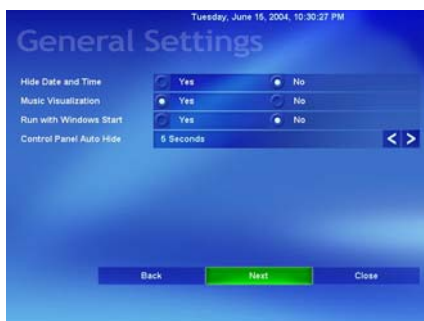 Tuesday, June 15, 2004, 10:30:27 PM
General Settings
Hide Date and Time Yes No
Music Visualization Yes No
Run with Windows Start Yes No
Control Panel Auto Hide 5 Seconds < >
Back Next Close